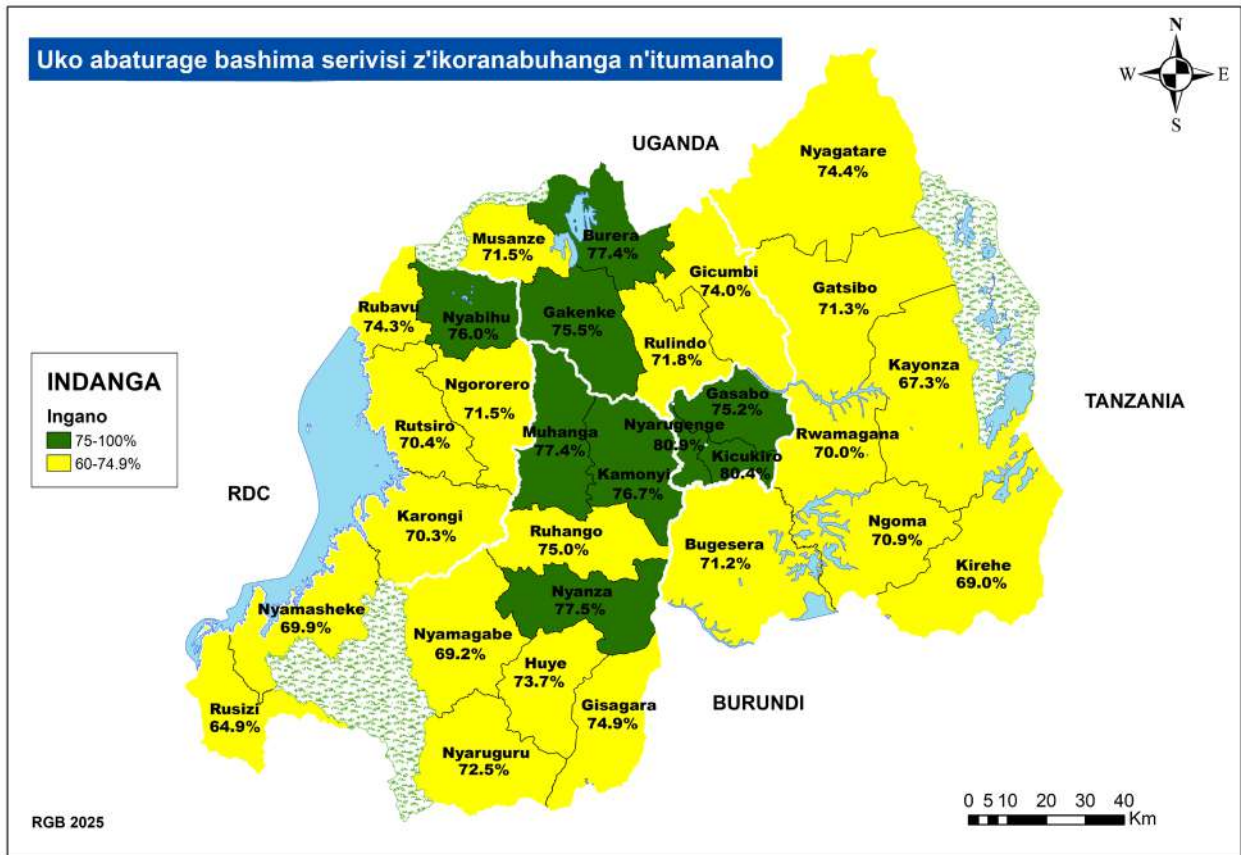 Uko abaturage bashima serivisi z'ikoranabuhanga n'itumanaho
N
W
E
S
UGANDA
Nyagatare
74.4%
Musanze
71.5%
Burera
77.4%
Gicumbi
74.0%
Gatsibo
71.3%
Rubavu
74.3%
Nyabihu
76.0%
Gakenke
75.5%
Rulindo
71.8%
Kayonza
67.3%
INDANGA
Ingano
75-100%
60-74.9%
Ngororero
71.5%
Gasabo
75.2%
TANZANIA
Rutsiro
70.4%
Muhanga
77.4%
Nyarugenge
80.9%
Kicukiro
80.4%
Rwamagana
70.0%
Kamonyi
76.7%
RDC
Karongi
70.3%
Ruhango
75.0%
Bugesera
71.2%
Ngoma
70.9%
Kirehe
69.0%
Nyamasheke
69.9%
Nyanza
77.5%
Nyamagabe
69.2%
Huye
73.7%
Gisagara
74.9%
BURUNDI
Rusizi
64.9%
Nyaruguru
72.5%
RGB 2025
0 5 10 20 30 40
Km